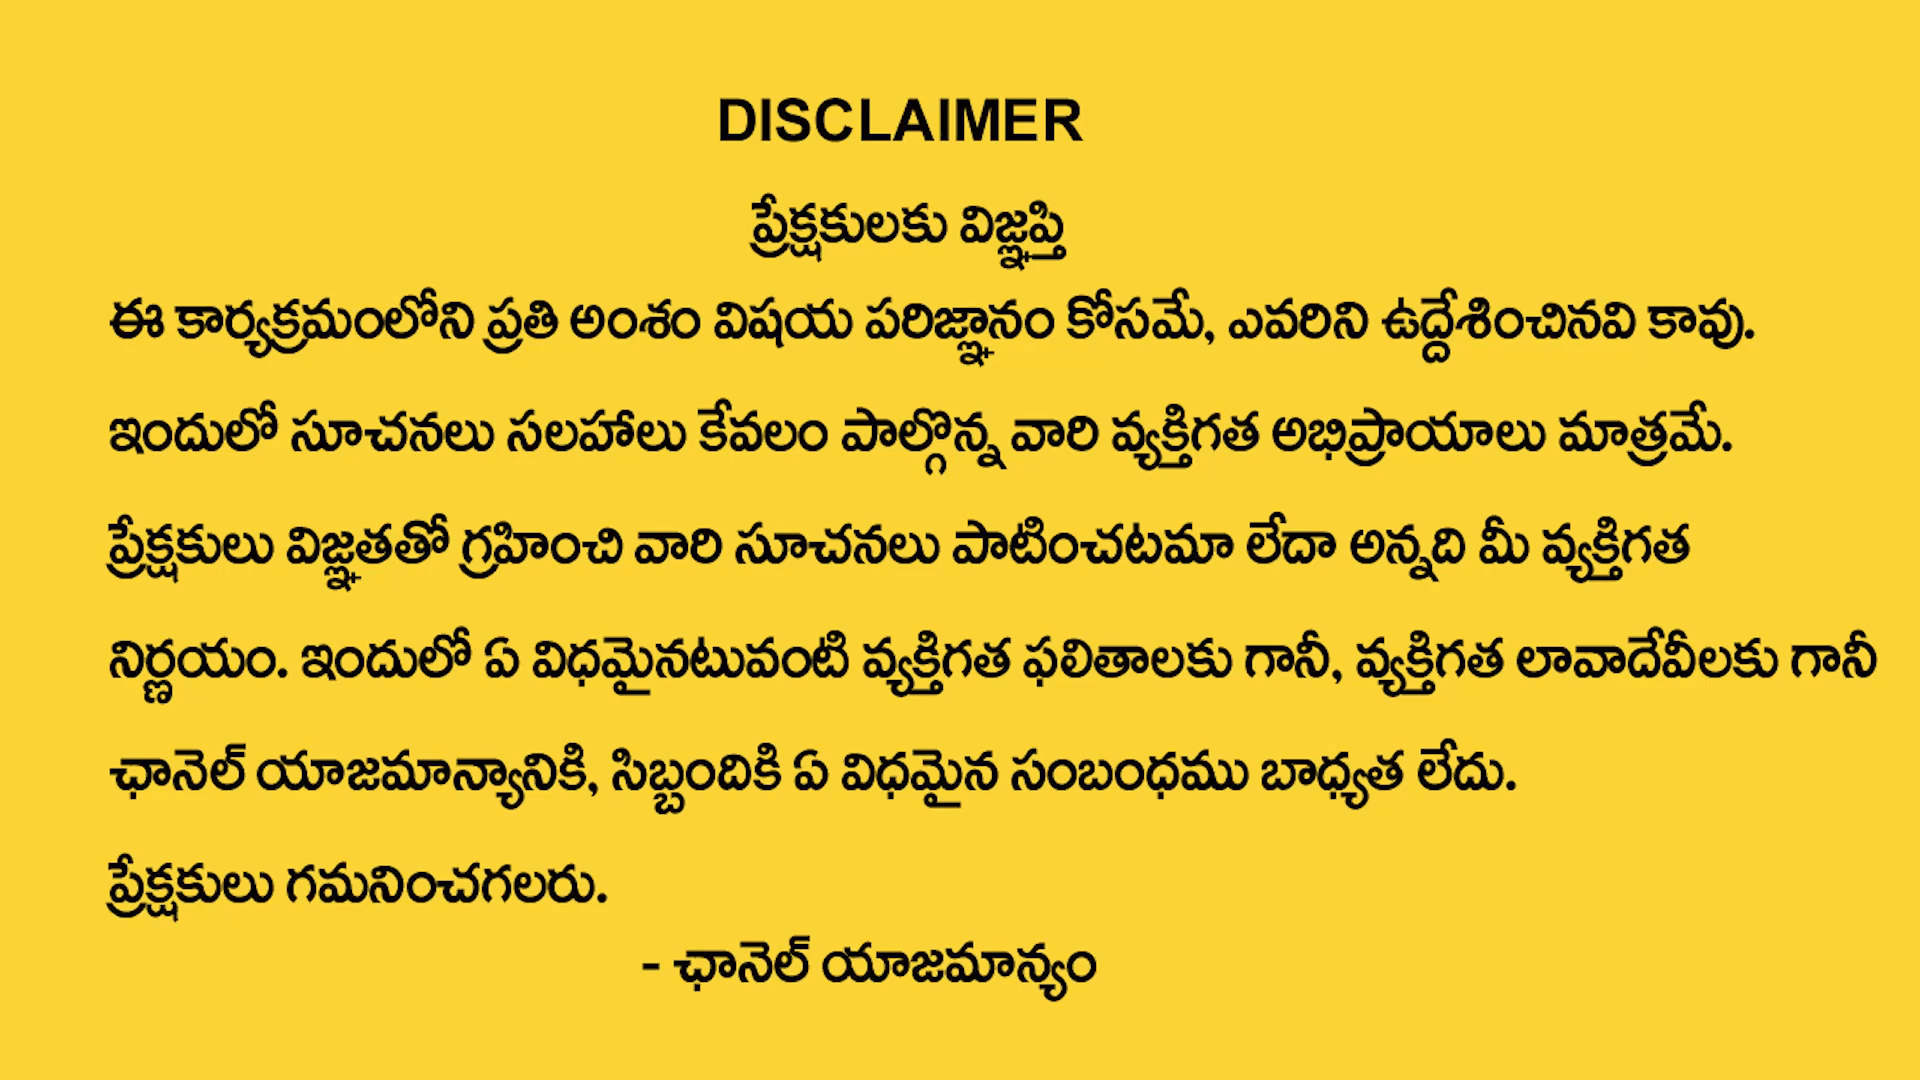 DISCLAIMER
ప్రేక్షకులకు విజ్ఞప్తి
ఈ కార్యక్రమంలోని ప్రతి అంశం విషయ పరిజ్ఞానం కోసమే, ఎవరిని ఉద్దేశించినవి కావు.
ఇందులో సూచనలు సలహాలు కేవలం పాల్గొన్న వారి వ్యక్తిగత అభిప్రాయాలు మాత్రమే.
ప్రేక్షకులు విజ్ఞతతో గ్రహించి వారి సూచనలు పాటించటమా లేదా అన్నది మీ వ్యక్తిగత
నిర్ణయం. ఇందులో ఏ విధమైనటువంటి వ్యక్తిగత ఫలితాలకు గానీ, వ్యక్తిగత లావాదేవీలకు గానీ
ఛానెల్ యాజమాన్యానికి, సిబ్బందికి ఏ విధమైన సంబంధము బాధ్యత లేదు.
ప్రేక్షకులు గమనించగలరు.
- ఛానెల్ యాజమాన్యం